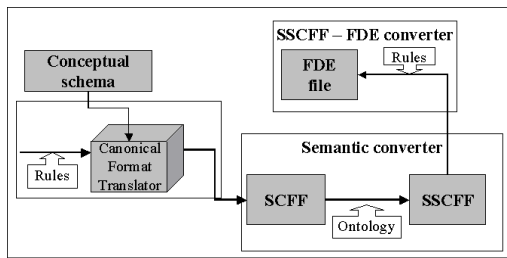 SSCFF – FDE converter
Conceptual
schema
FDE
file
Rules
Canonical
Format
Translator
Rules
Semantic converter
SCFF
SSCFF
Ontology